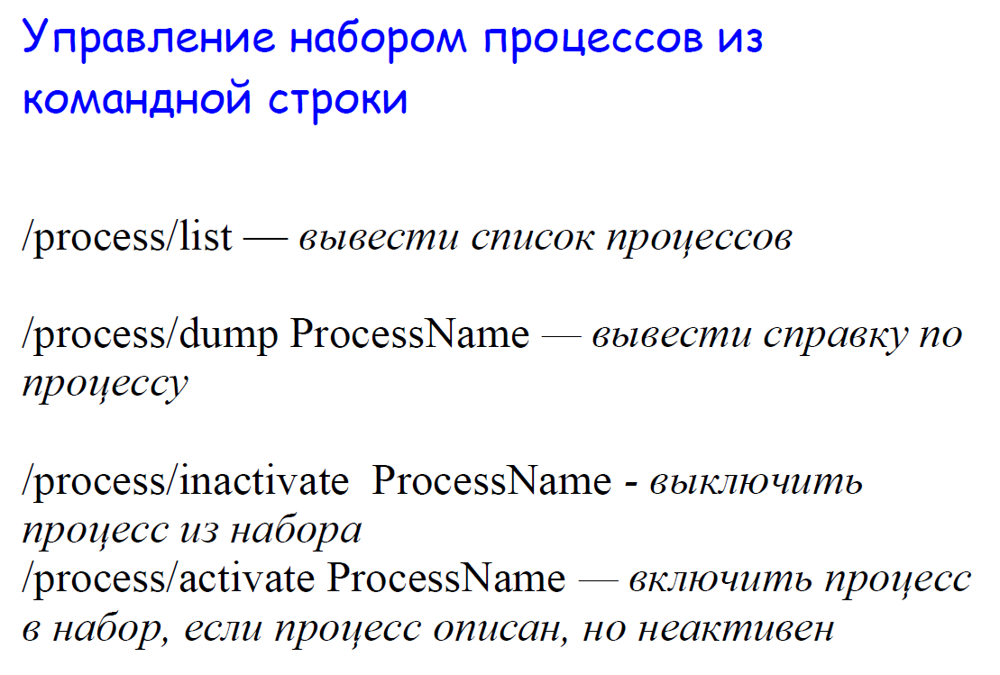 Управление набором процессов из
командной строки
/process/list — вывести список процессов
/process/dump ProcessName — вывести справку по
процессу
/process/inactivate  ProcessName - выключить
процесс из набора
/process/activate ProcessName — включить процесс
в набор, если процесс описан, но неактивен